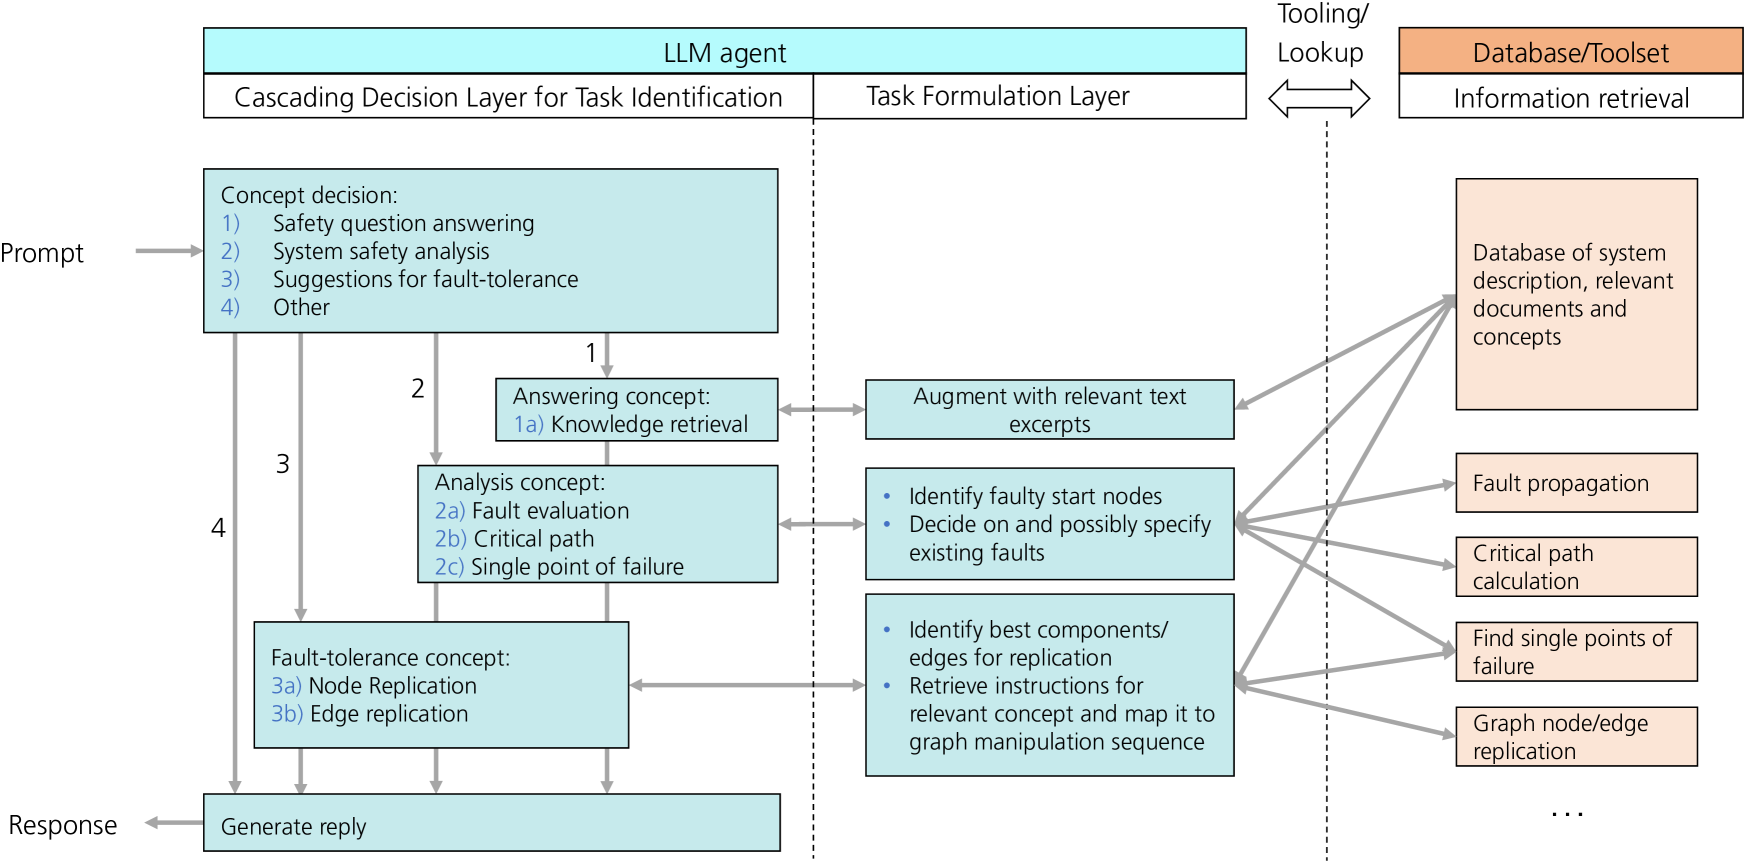 Tooling/
Lookup
LLM agent
Database/Toolset
Cascading Decision Layer for Task Identification
Task Formulation Layer
Information retrieval
Prompt
Concept decision:
1) Safety question answering
2) System safety analysis
3) Suggestions for fault-tolerance
4) Other
Database of system
description, relevant
documents and
concepts
1
2
3
4
Answering concept:
1a) Knowledge retrieval
Augment with relevant text
excerpts
Analysis concept:
2a) Fault evaluation
2b) Critical path
2c) Single point of failure
• Identify faulty start nodes
• Decide on and possibly specify
existing faults
Fault propagation
Critical path
calculation
Fault-tolerance concept:
3a) Node Replication
3b) Edge replication
• Identify best components/
edges for replication
• Retrieve instructions for
relevant concept and map it to
graph manipulation sequence
Find single points of
failure
Graph node/edge
replication
...
Response
Generate reply